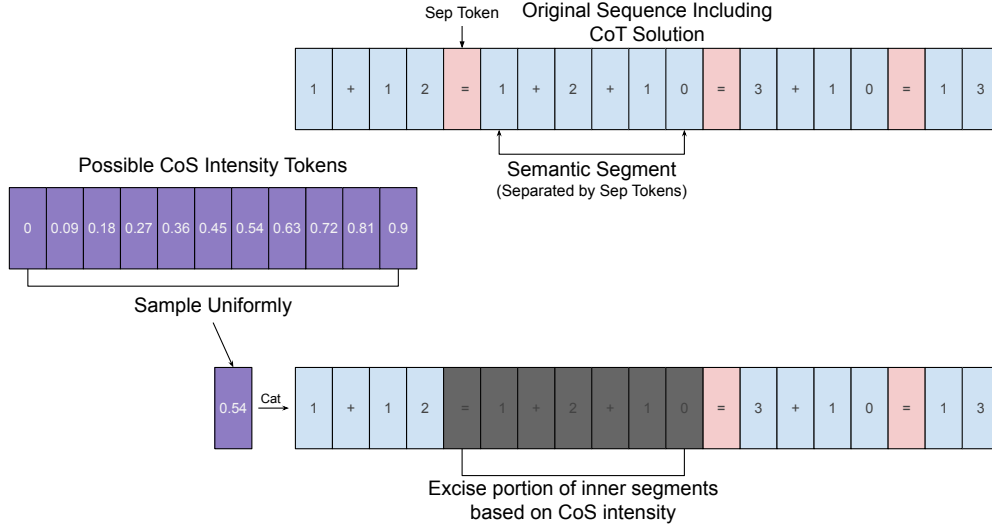 Sep Token
Original Sequence Including
CoT Solution
1 + 1 2 = 1 + 2 + 1 0 = 3 + 1 0 = 1 3
Semantic Segment
(Separated by Sep Tokens)
Possible CoS Intensity Tokens
0 0.09 0.18 0.27 0.36 0.45 0.54 0.63 0.72 0.81 0.9
Sample Uniformly
0.54 Cat 1 + 1 2 = 1 + 2 + 1 0 = 3 + 1 0 = 1 3
Excise portion of inner segments
based on CoS intensity